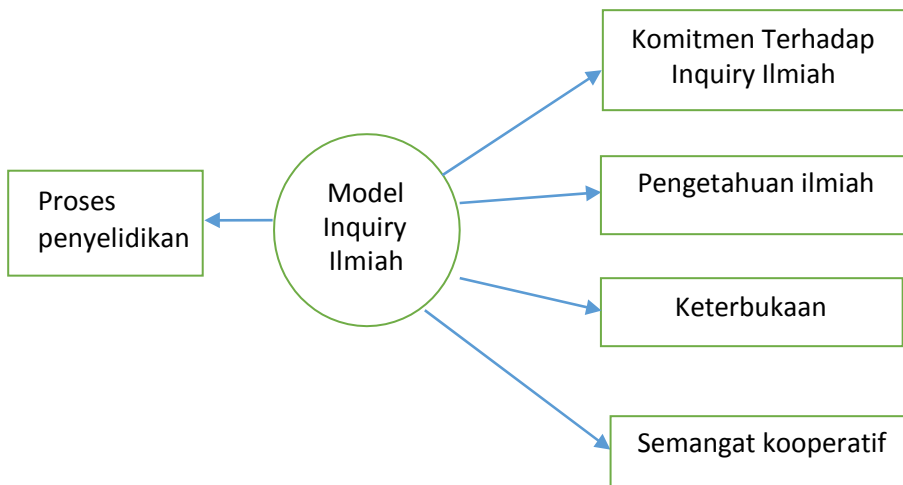 Komitmen Terhadap
Inquiry Ilmiah
Pengetahuan ilmiah
Proses
penyelidikan
Model
Inquiry
Ilmiah
Keterbukaan
Semangat kooperatif